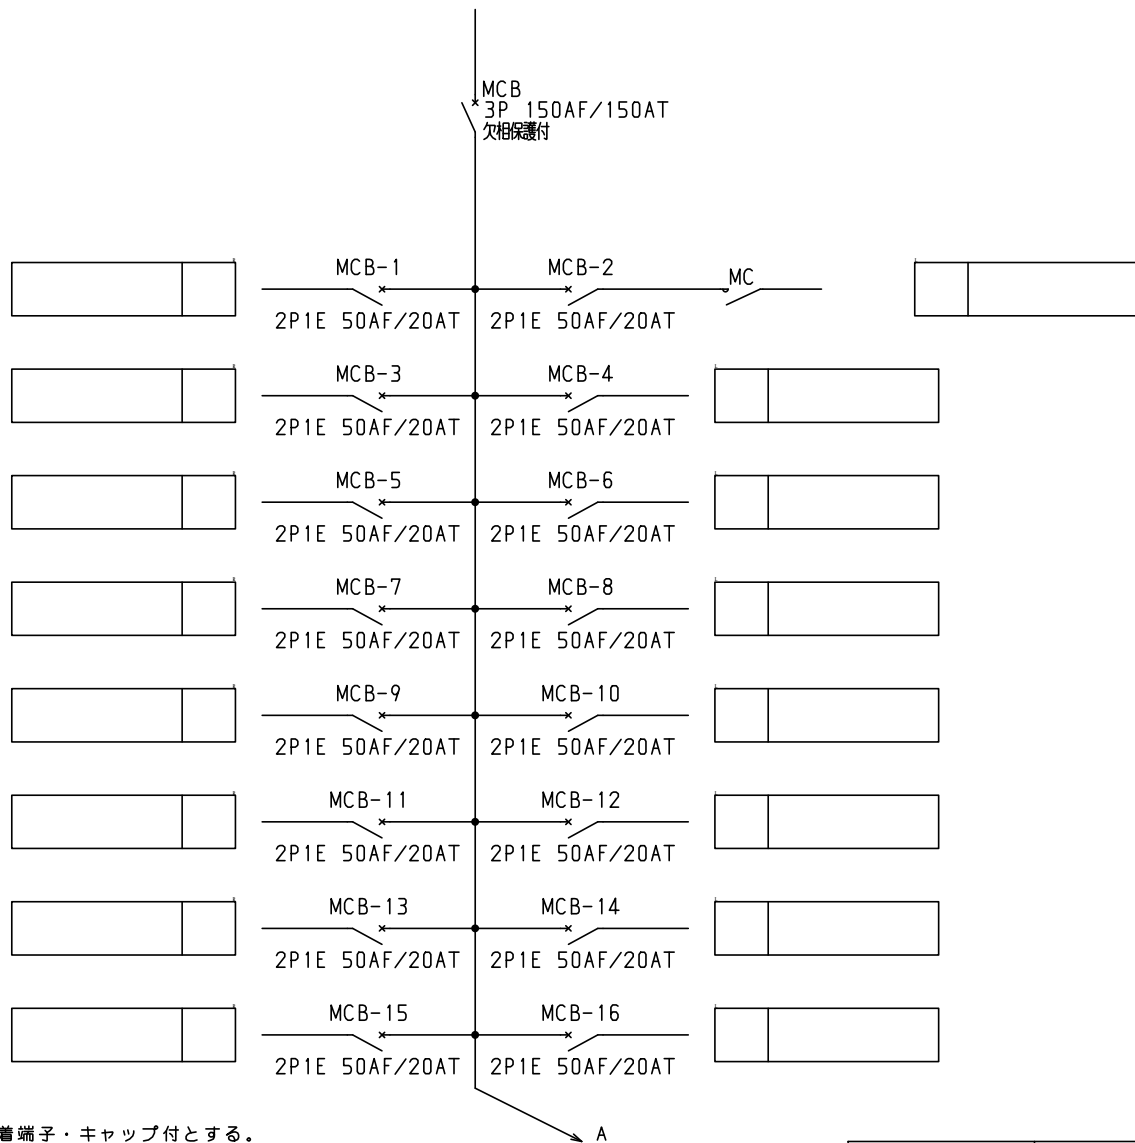 MCB
3P 150AF/150AT
欠相保護付
MCB-1 MCB-2 MC
2P1E 50AF/20AT 2P1E 50AF/20AT
MCB-3 MCB-4
2P1E 50AF/20AT 2P1E 50AF/20AT
MCB-5 MCB-6
2P1E 50AF/20AT 2P1E 50AF/20AT
MCB-7 MCB-8
2P1E 50AF/20AT 2P1E 50AF/20AT
MCB-9 MCB-10
2P1E 50AF/20AT 2P1E 50AF/20AT
MCB-11 MCB-12
2P1E 50AF/20AT 2P1E 50AF/20AT
MCB-13 MCB-14
2P1E 50AF/20AT 2P1E 50AF/20AT
MCB-15 MCB-16
2P1E 50AF/20AT 2P1E 50AF/20AT
着端子・キャップ付とする。 A